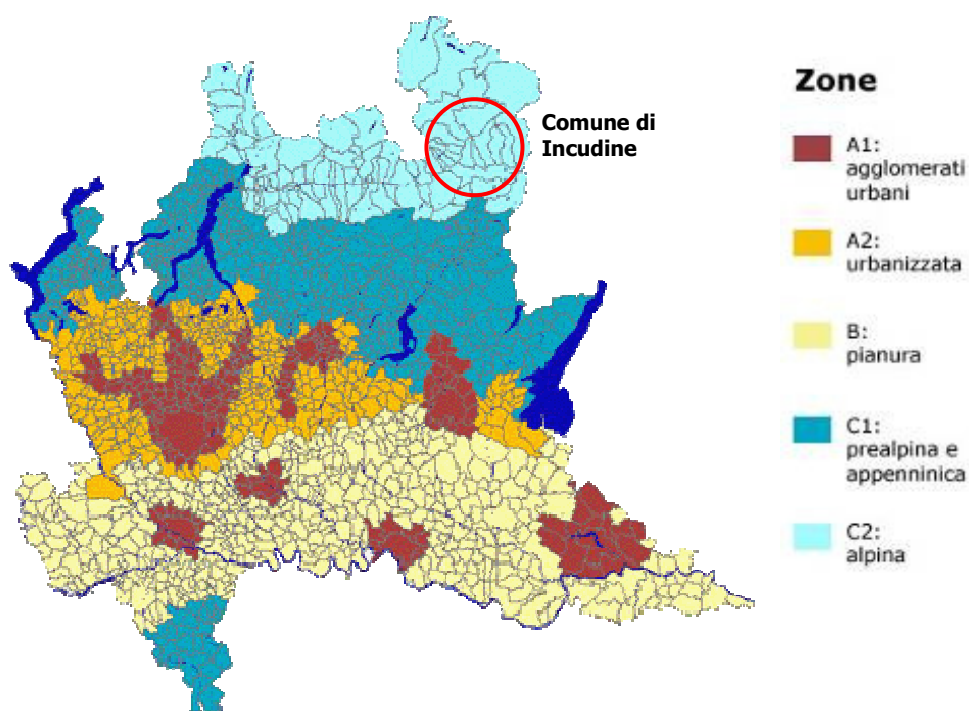 Comune di
Incudine
Zone
A1:
agglomerati
urbani
A2:
urbanizzata
B:
pianura
C1:
prealpina e
appenninica
C2:
alpina